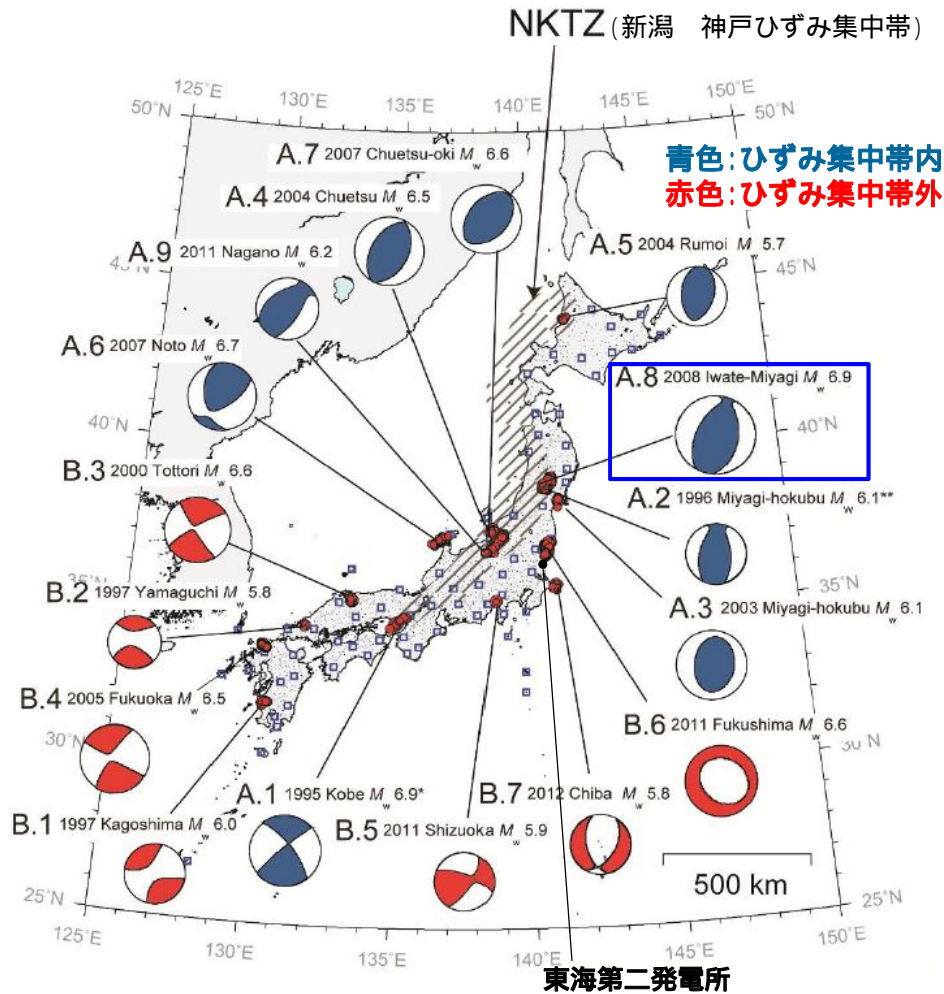 NKTZ (新潟　神戸ひずみ集中帯)
125°E 130°E 135°E 140°E 145°E 150°E
50°N 50°N
A.7 2007 Chuetsu-oki Mw 6.6
青色:ひずみ集中帯内
赤色:ひずみ集中帯外
A.4 2004 Chuetsu Mw 6.5
A.5 2004 Rumoi Mw 5.7
A.9 2011 Nagano Mw 6.2
45°N 45°N
A.6 2007 Noto Mw 6.7
A.8 2008 Iwate-Miyagi Mw 6.9
40°N 40°N
B.3 2000 Tottori Mw 6.6
A.2 1996 Miyagi-hokubu Mw 6.1**
35°N
B.2 1997 Yamaguchi Mw 5.8
A.3 2003 Miyagi-hokubu Mw 6.1
B.4 2005 Fukuoka Mw 6.5
B.6 2011 Fukushima Mw 6.6
30°N 30°N
A.1 1995 Kobe Mw 6.9*
B.7 2012 Chiba Mw 5.8
B.1 1997 Kagoshima Mw 6.0
B.5 2011 Shizuoka Mw 5.9
500 km
25°N 25°N
125°E 130°E 135°E 140°E 145°E 150°E
東海第二発電所